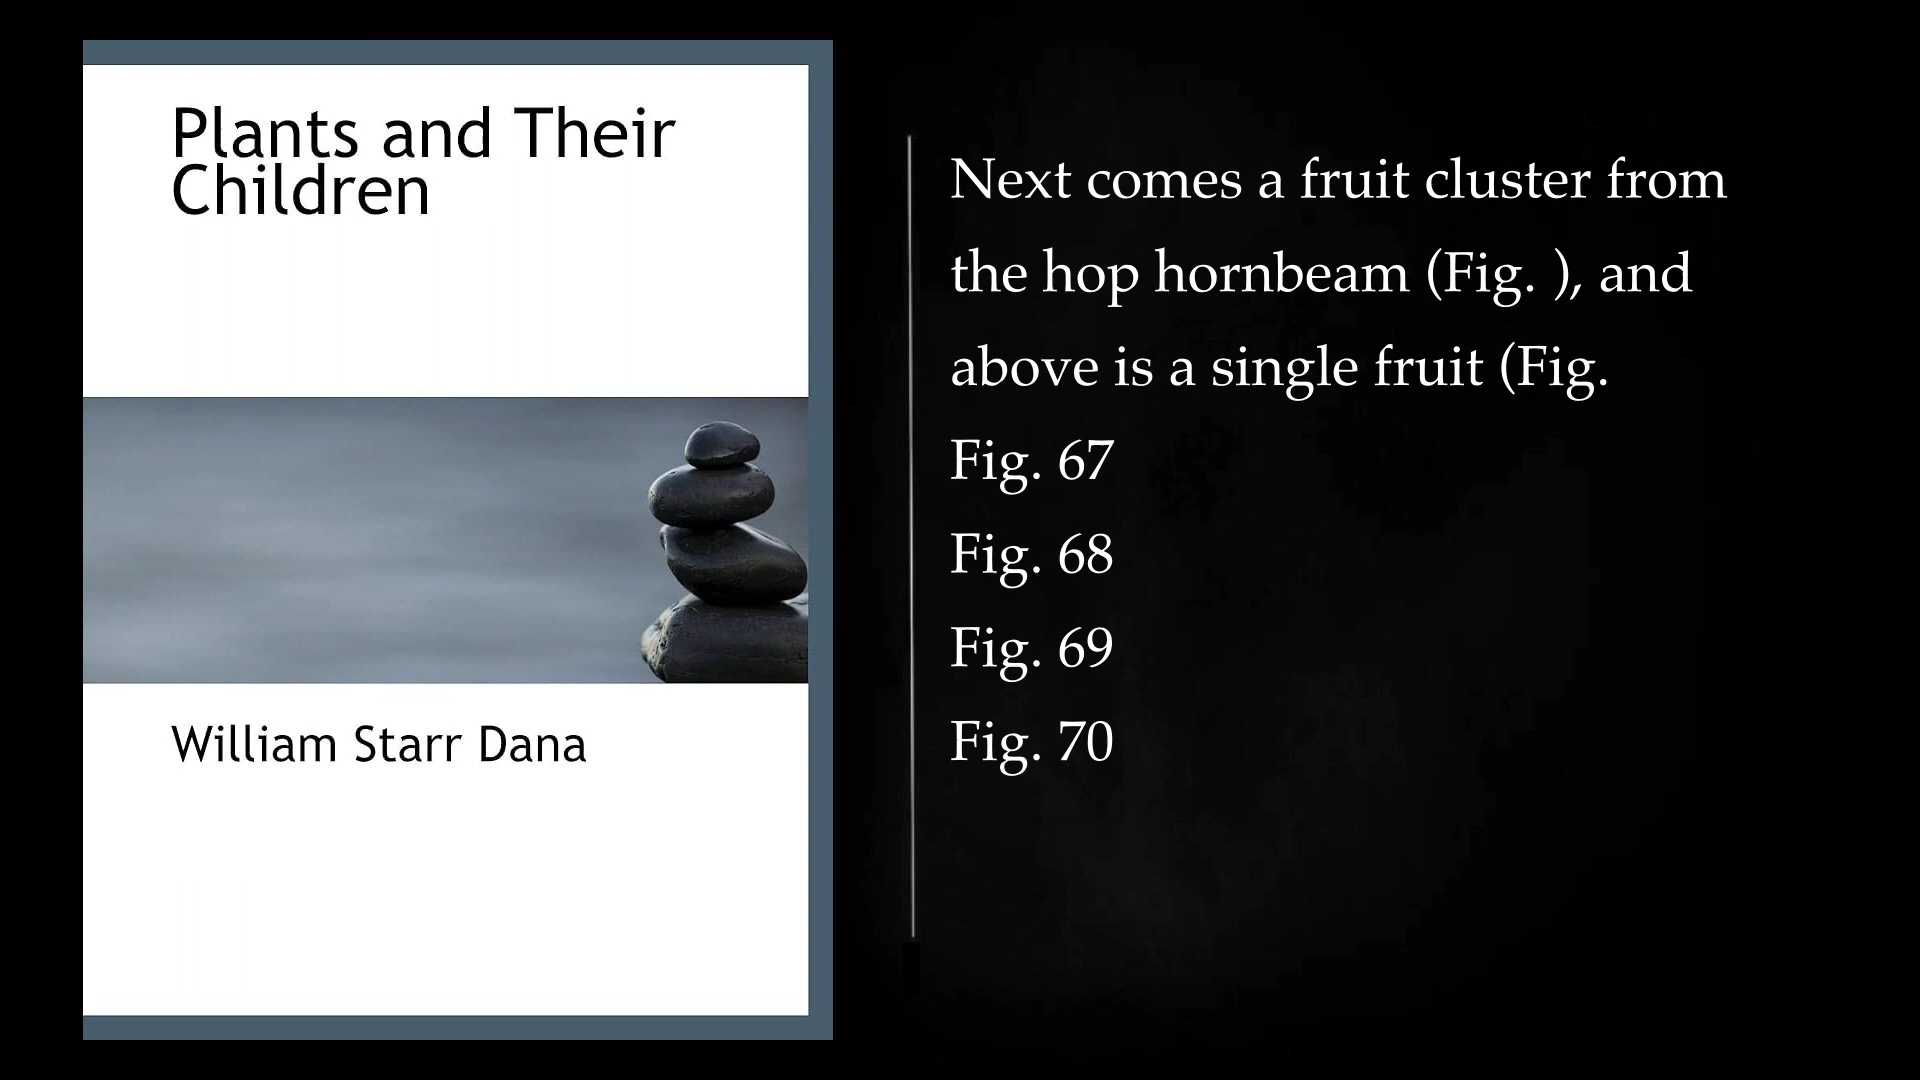 Plants and Their
Children
William Starr Dana
Next comes a fruit cluster from
the hop hornbeam (Fig. ), and
above is a single fruit (Fig.
Fig. 67
Fig. 68
Fig. 69
Fig. 70